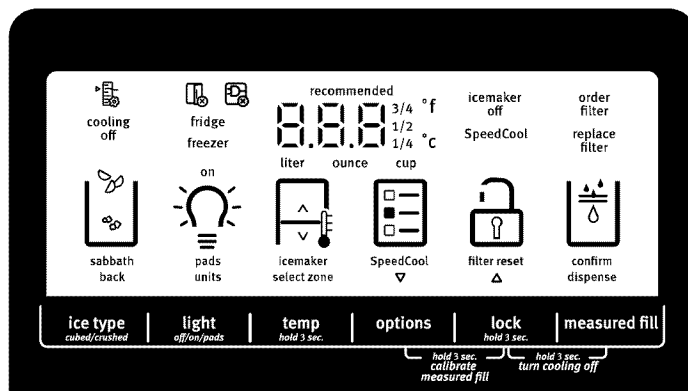 recommended
8.8.8
3/4 °f
1/2
1/4 °c
liter ounce cup
cooling
off
fridge
freezer
icemaker
off
SpeedCool
order
filter
replace
filter
on
sabbath
back
pads
units
icemaker
select zone
SpeedCool
filter reset
confirm
dispense
ice type
cubed/crushed
light
off/on/pads
temp
hold 3 sec.
options
lock
hold 3 sec.
measured fill
hold 3 sec.
calibrate
measured fill
hold 3 sec.
turn cooling off